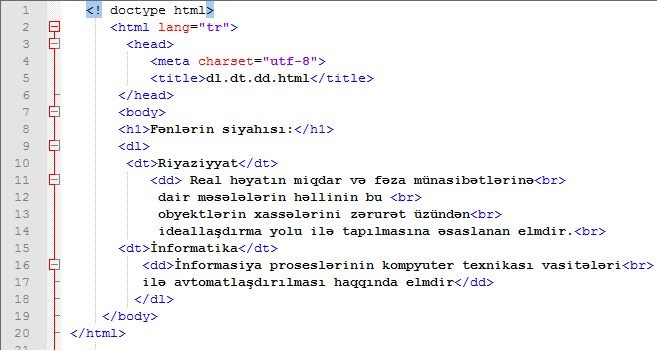 1 <! doctype html>
2 <html lang="tr">
3 <head>
4 <meta charset="utf-8">
5 <title>dl.dt.dd.html</title>
6 </head>
7 <body>
8 <h1>Fənlərin siyahısı:</h1>
9 <dl>
10 <dt>Riyaziyyat</dt>
11 <dd> Real həyatın miqdar və fəza münasibətlərinə<br>
12 dair məsələlərin həllinin bu <br>
13 obyektlərin xassələrini zərurət üzündən<br>
14 ideallaşdırma yolu ilə tapılmasına əsaslanan elmdir.<br>
15 <dt>İnformatika</dt>
16 <dd>İnformasiya proseslərinin kompyuter texnikası vasitələri<br>
17 ilə avtomatlaşdırılması haqqında elmdir</dd>
18 </dl>
19 </body>
20 </html>
21